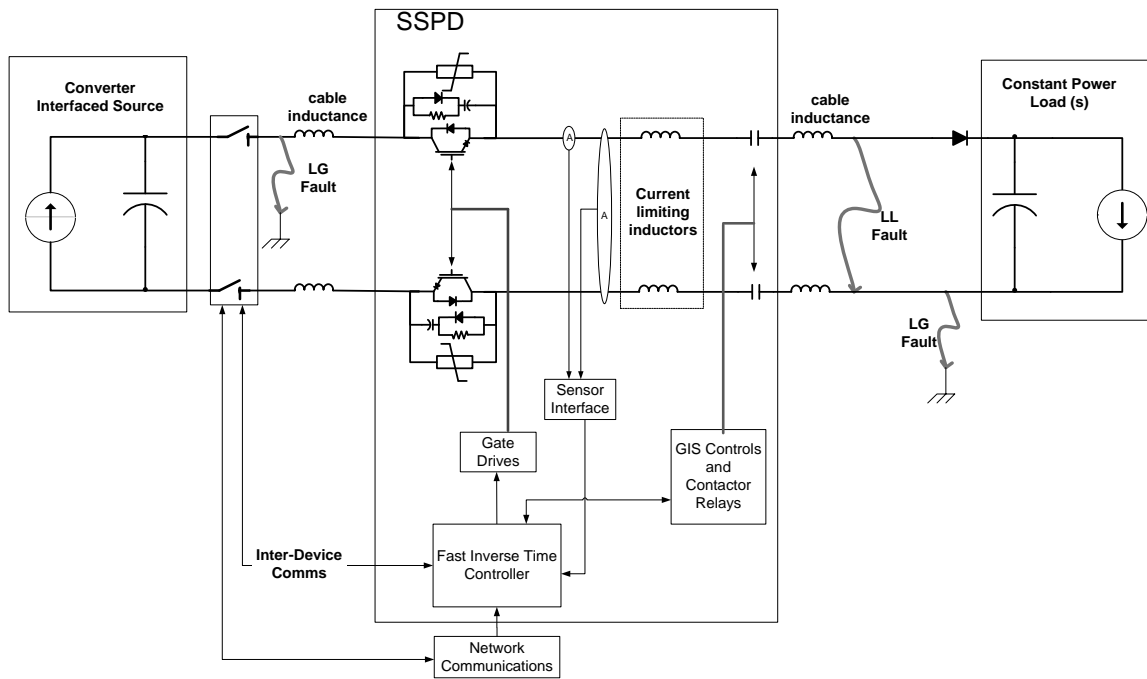 SSPD
Converter
Interfaced Source
cable
inductance
LG
Fault
A
A
Current
limiting
inductors
cable
inductance
LL
Fault
LG
Fault
Constant Power
Load (s)
Sensor
Interface
Gate
Drives
GIS Controls
and
Contactor
Relays
Inter-Device
Comms
Fast Inverse Time
Controller
Network
Communications